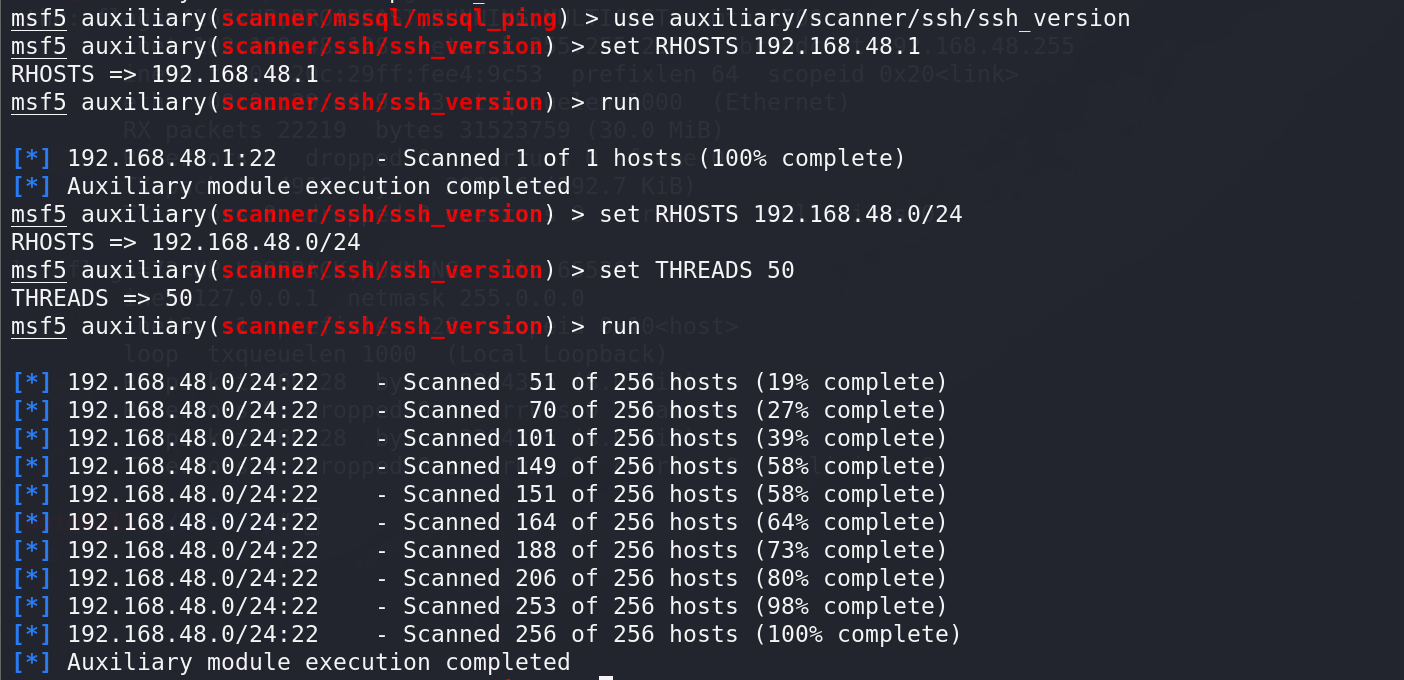 msf5 auxiliary(scanner/mssql/mssql_ping) > use auxiliary/scanner/ssh/ssh_version
msf5 auxiliary(scanner/ssh/ssh_version) > set RHOSTS 192.168.48.1
RHOSTS => 192.168.48.1
msf5 auxiliary(scanner/ssh/ssh_version) > run
[*] 192.168.48.1:22       - Scanned 1 of 1 hosts (100% complete)
[*] Auxiliary module execution completed
msf5 auxiliary(scanner/ssh/ssh_version) > set RHOSTS 192.168.48.0/24
RHOSTS => 192.168.48.0/24
msf5 auxiliary(scanner/ssh/ssh_version) > set THREADS 50
THREADS => 50
msf5 auxiliary(scanner/ssh/ssh_version) > run
[*] 192.168.48.0/24:22    - Scanned  51 of 256 hosts (19% complete)
[*] 192.168.48.0/24:22    - Scanned  70 of 256 hosts (27% complete)
[*] 192.168.48.0/24:22    - Scanned 101 of 256 hosts (39% complete)
[*] 192.168.48.0/24:22    - Scanned 149 of 256 hosts (58% complete)
[*] 192.168.48.0/24:22    - Scanned 151 of 256 hosts (58% complete)
[*] 192.168.48.0/24:22    - Scanned 164 of 256 hosts (64% complete)
[*] 192.168.48.0/24:22    - Scanned 188 of 256 hosts (73% complete)
[*] 192.168.48.0/24:22    - Scanned 206 of 256 hosts (80% complete)
[*] 192.168.48.0/24:22    - Scanned 253 of 256 hosts (98% complete)
[*] 192.168.48.0/24:22    - Scanned 256 of 256 hosts (100% complete)
[*] Auxiliary module execution completed